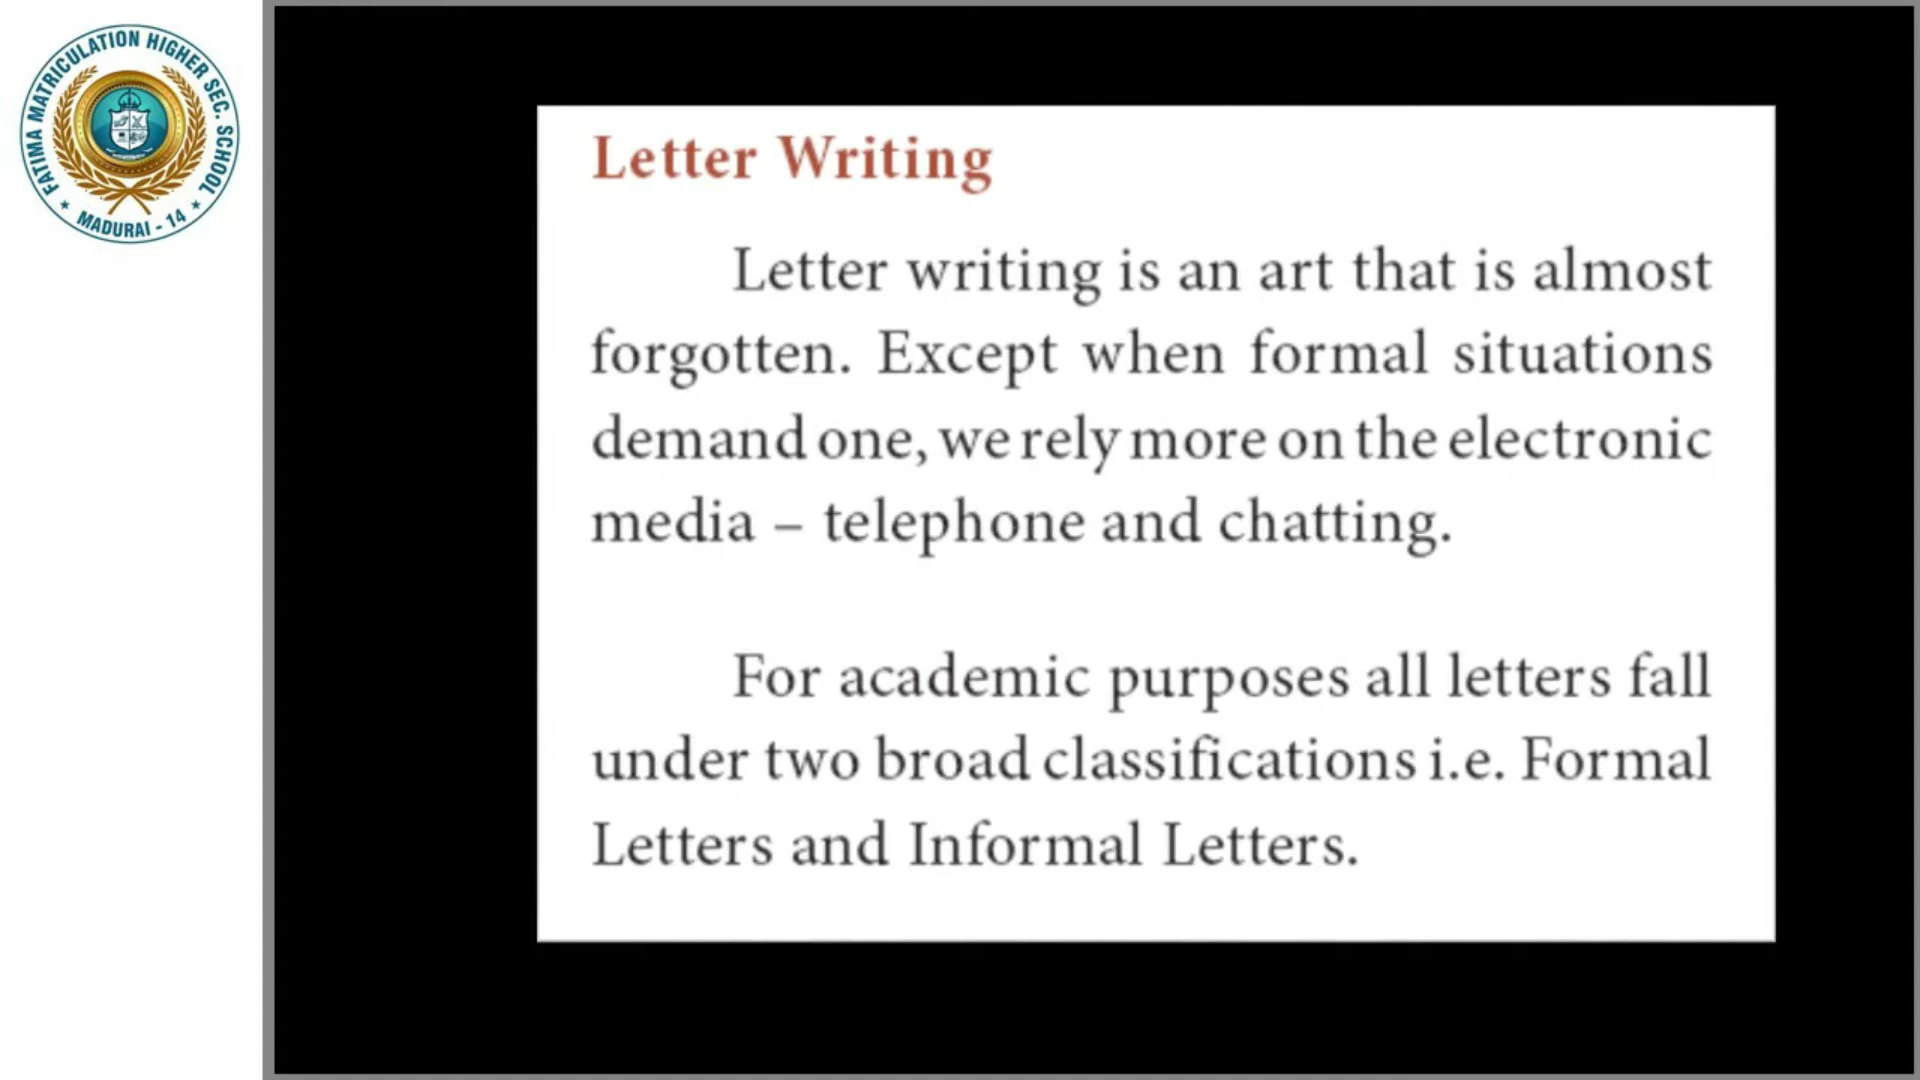 FATIMA MATRICULATION HIGHER SEC. SCHOOL
MADURAI - 14
Letter Writing
Letter writing is an art that is almost
forgotten. Except when formal situations
demand one, we rely more on the electronic
media – telephone and chatting.
For academic purposes all letters fall
under two broad classifications i.e. Formal
Letters and Informal Letters.